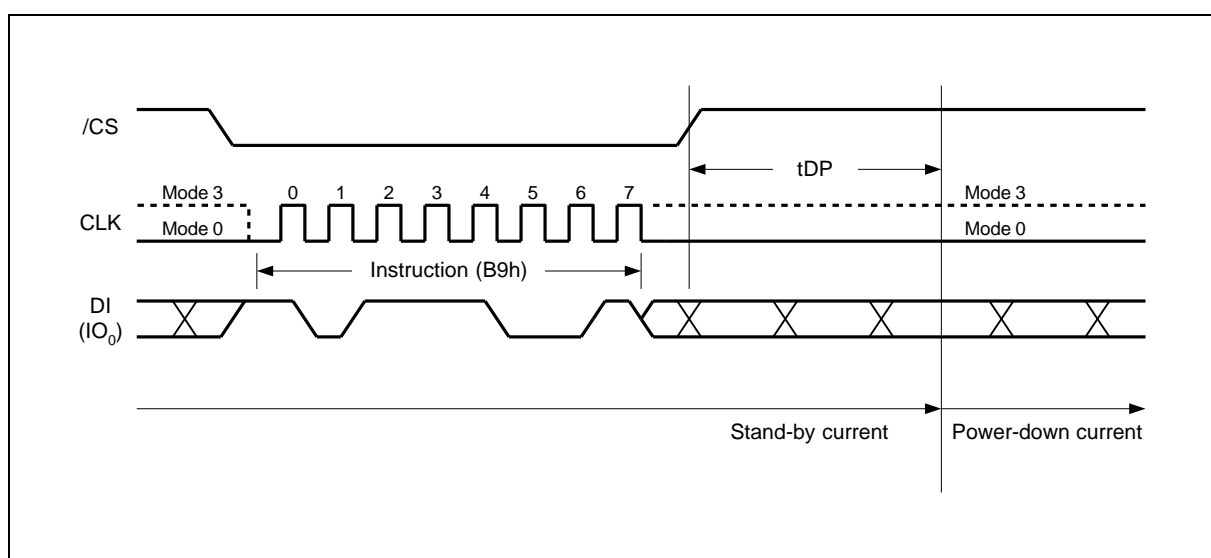 /CS
tDP
Mode 3 0 1 2 3 4 5 6 7 Mode 3
CLK
Mode 0 Mode 0
Instruction (B9h)
DI
(IO0)
Stand-by current Power-down current